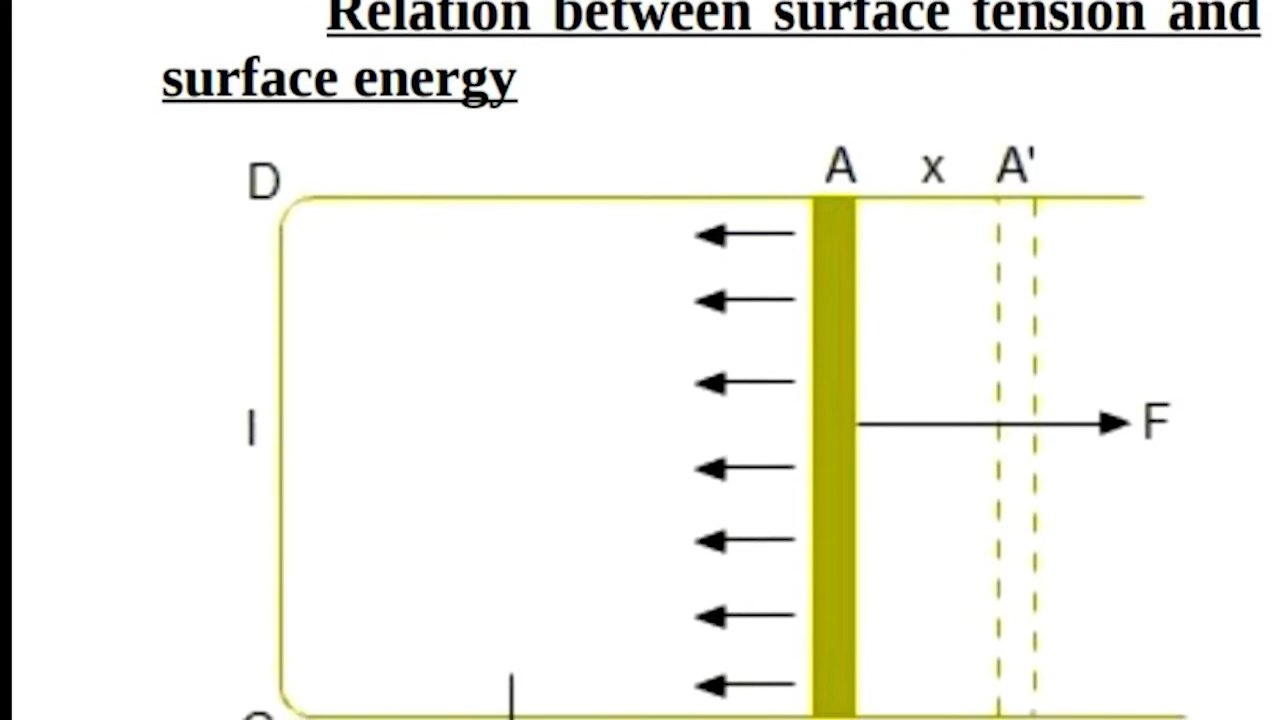 Relation between surface tension and
surface energy
D
A x A'
l
F